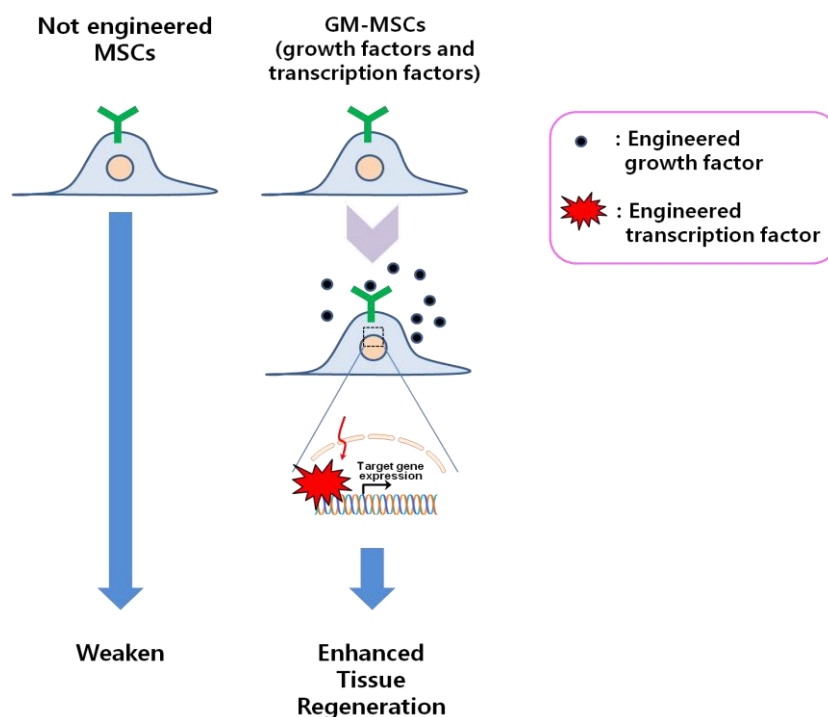 Not engineered
MSCs
GM-MSCs
(growth factors and
transcription factors)
: Engineered
growth factor
: Engineered
transcription factor
Target gene
expression
Weaken
Enhanced
Tissue
Regeneration